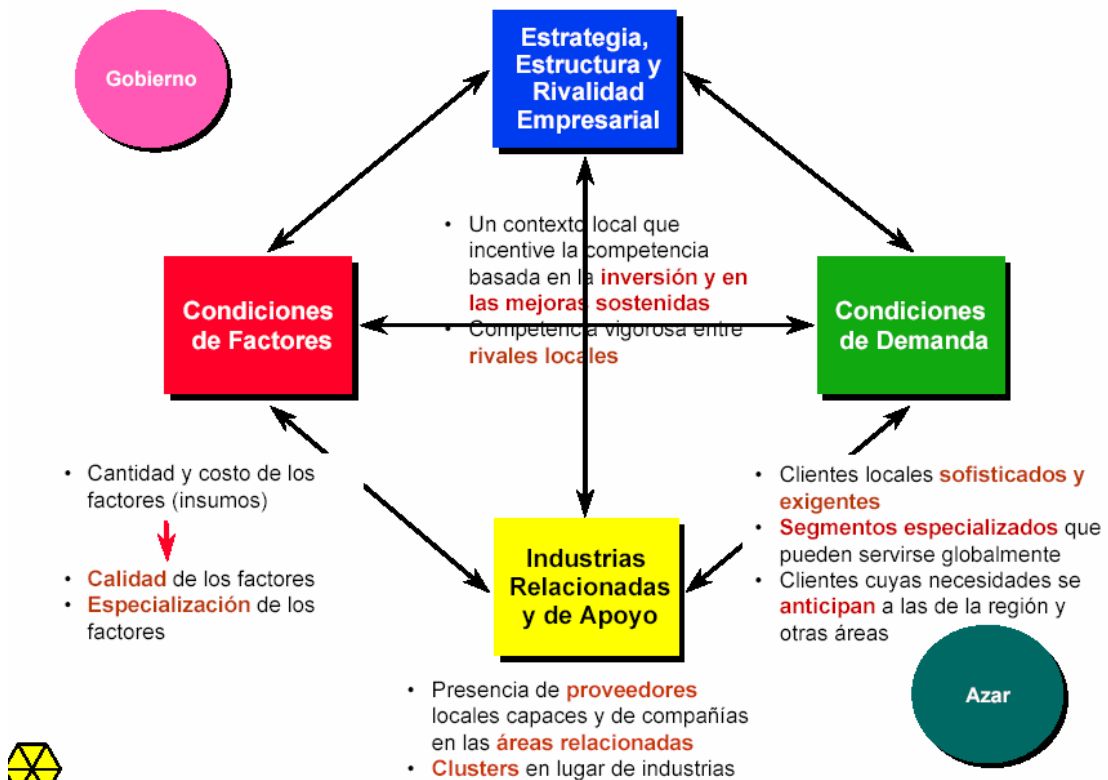 Gobierno
Estrategia,
Estructura y
Rivalidad
Empresarial
• Un contexto local que
incentive la competencia
basada en la inversión y en
las mejoras sostenidas
• Competencia vigorosa entre
rivales locales
Condiciones
de Factores
Condiciones
de Demanda
• Cantidad y costo de los
factores (insumos)
• Calidad de los factores
• Especialización de los
factores
Industrias
Relacionadas
y de Apoyo
• Clientes locales sofisticados y
exigentes
• Segmentos especializados que
pueden servirse globalmente
• Clientes cuyas necesidades se
anticipan a las de la región y
otras áreas
Azar
• Presencia de proveedores
locales capaces y de compañías
en las áreas relacionadas
• Clusters en lugar de industrias